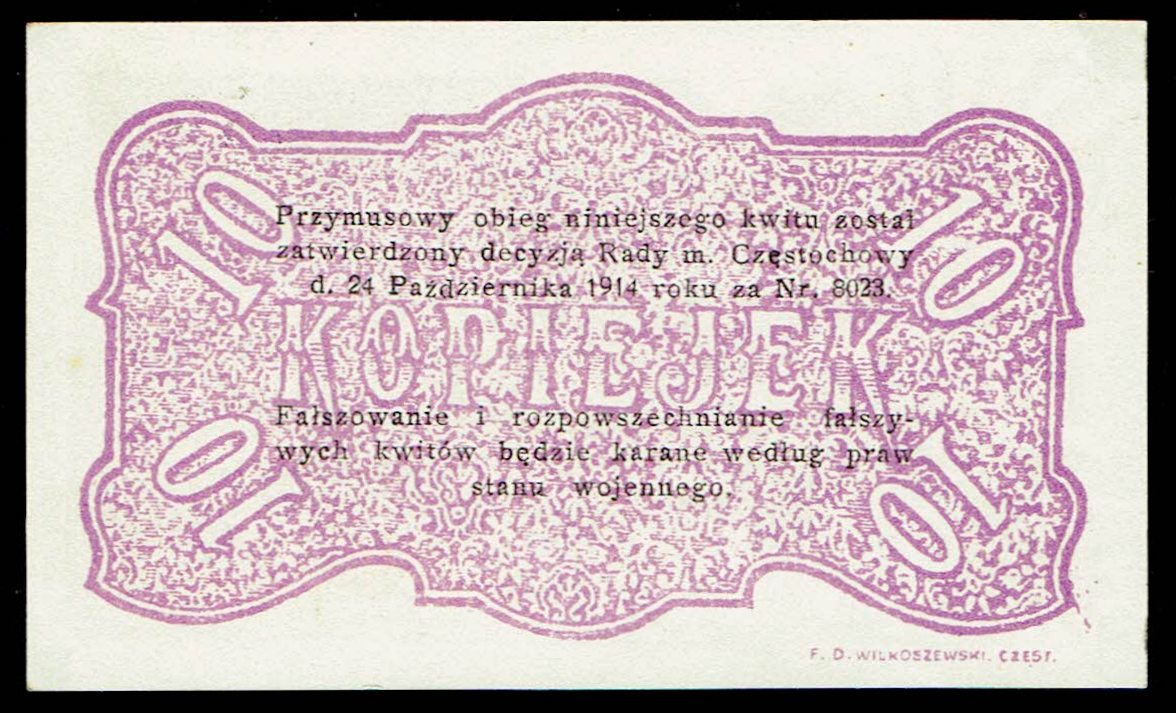 10
10
Przymusowy obieg niniejszego kwitu został
zatwierdzony decyzją Rady m. Częstochowy
d. 24 Października 1914 roku za Nr. 8023.
KOPIEJEK
Fałszowanie i rozpowszechnianie fałszy-
wych kwitów będzie karane według praw
stanu wojennego.
10
10
F. D. WILKOSZEWSKI. CZĘST.